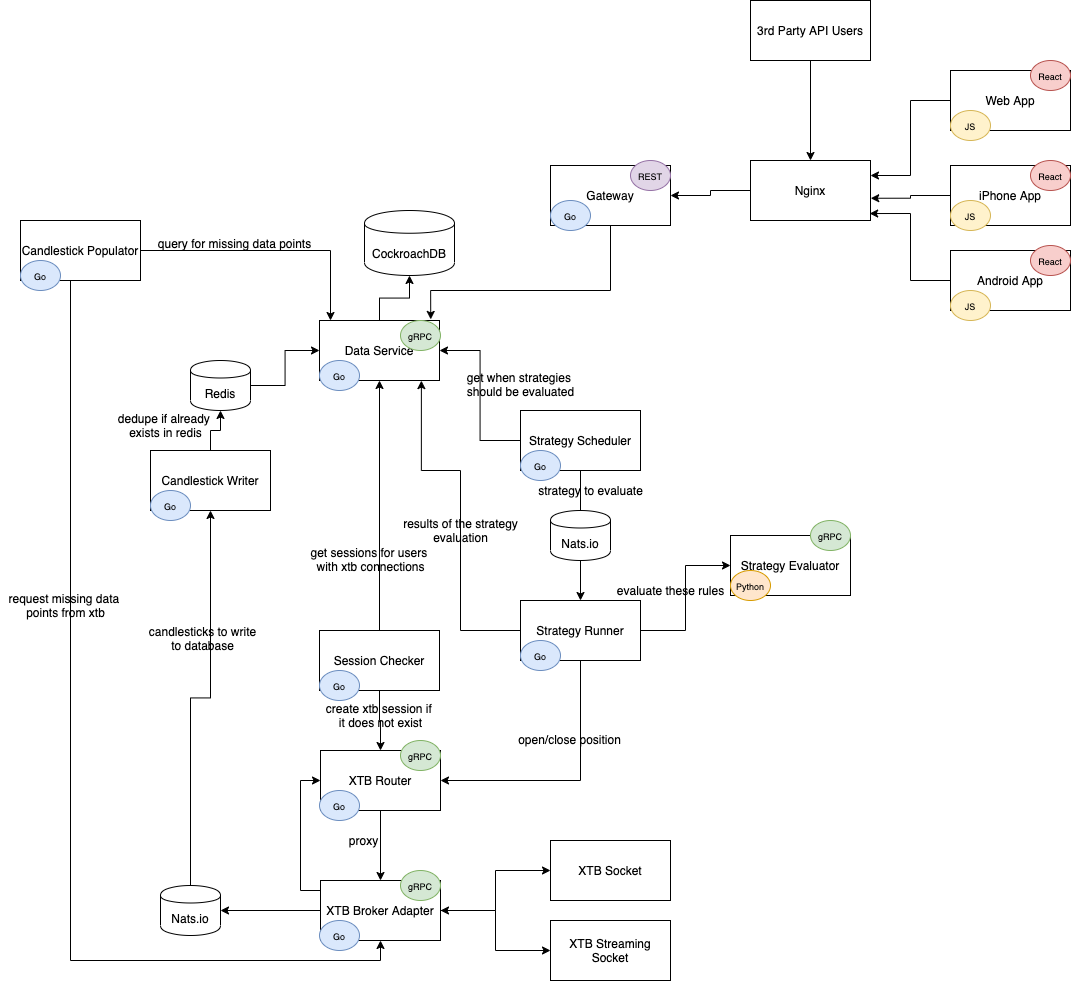 3rd Party API Users
React
Web App
JS
REST
Gateway
Go
Nginx
React
iPhone App
JS
React
Android App
JS
Candlestick Populator
Go
query for missing data points
CockroachDB
gRPC
Data Service
Go
Redis
get when strategies
should be evaluated
dedupe if already
exists in redis
Strategy Scheduler
Go
Candlestick Writer
Go
strategy to evaluate
results of the strategy
evaluation
Nats.io
gRPC
Strategy Evaluator
Python
get sessions for users
with xtb connections
evaluate these rules
request missing data
points from xtb
candlesticks to write
to database
Strategy Runner
Go
Session Checker
Go
create xtb session if
it does not exist
open/close position
gRPC
XTB Router
Go
proxy
XTB Socket
gRPC
XTB Broker Adapter
Go
Nats.io
XTB Streaming
Socket